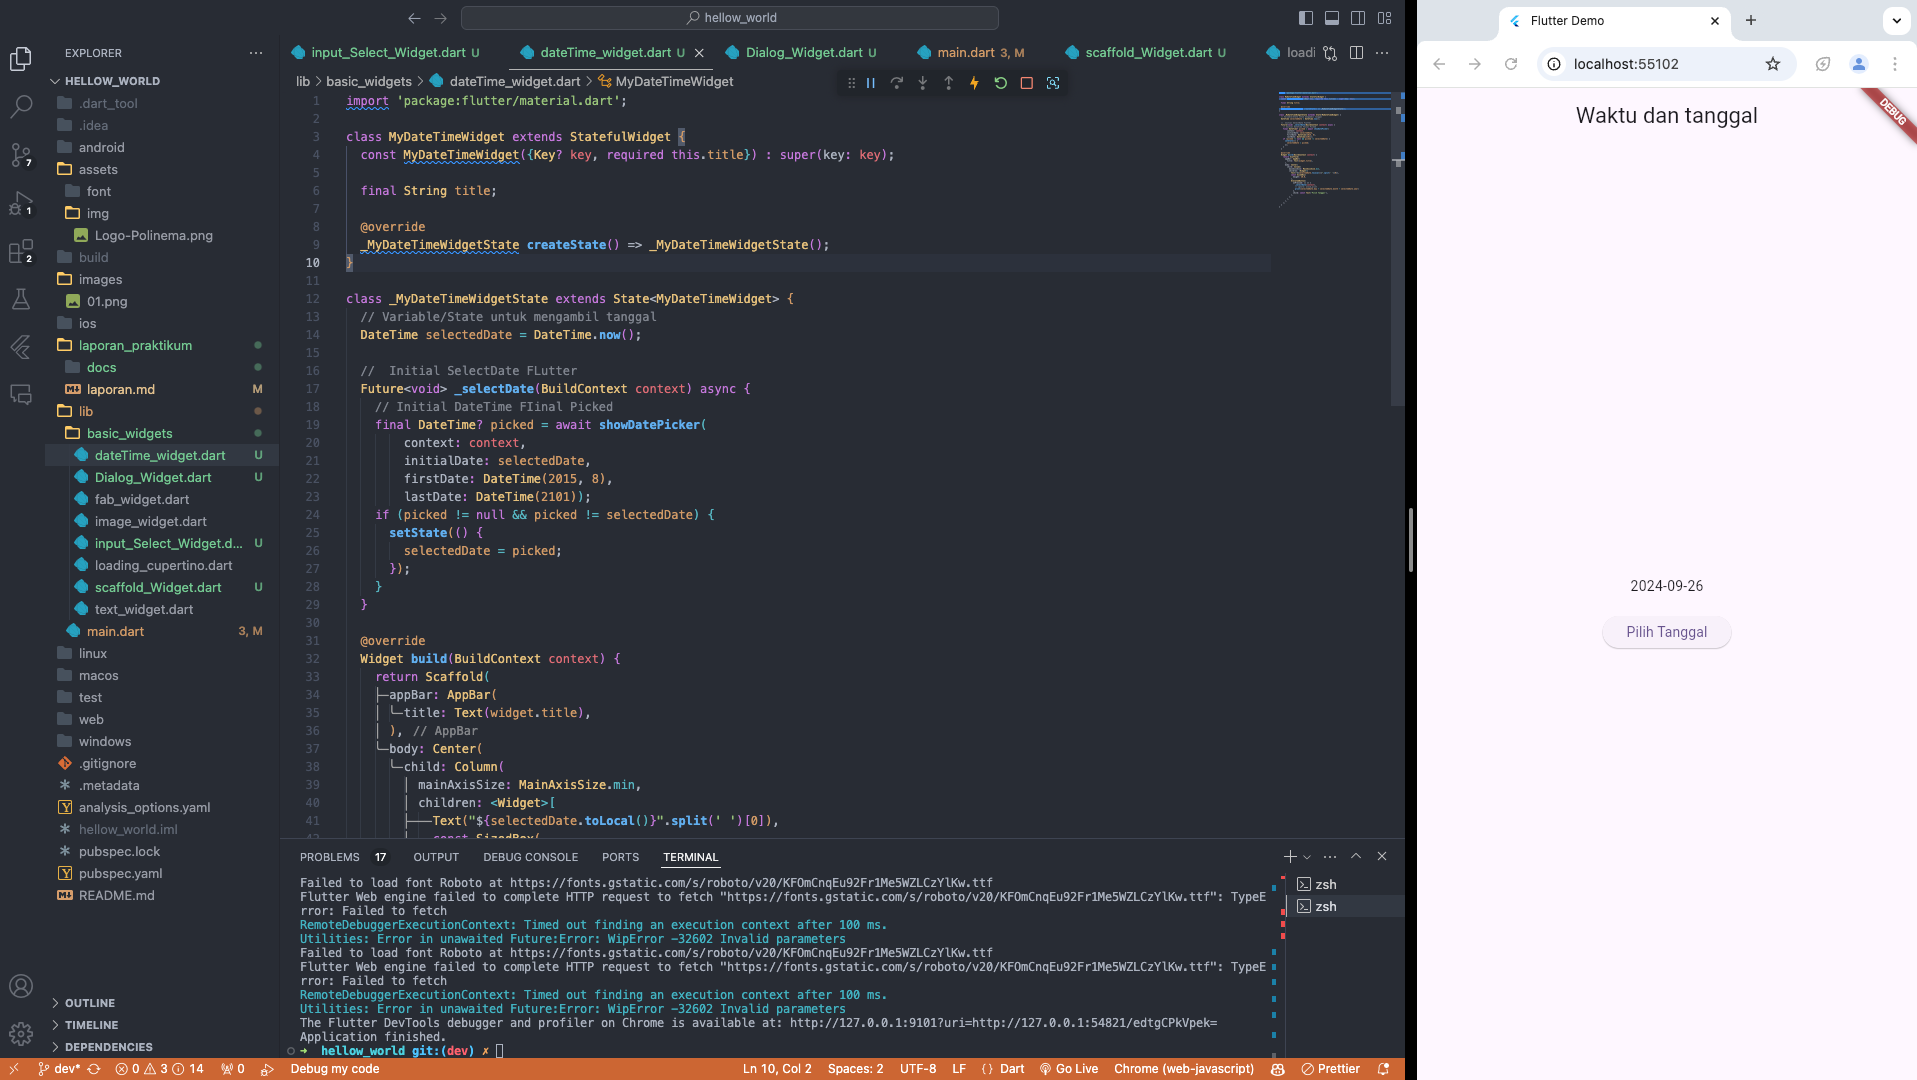 hellow_world
EXPLORER
HELLOW_WORLD
.dart_tool
.idea
android
assets
font
img
Logo-Polinema.png
build
images
01.png
ios
laporan_praktikum
docs
laporan.md M
lib
basic_widgets
dateTime_widget.dart U
Dialog_Widget.dart U
fab_widget.dart
image_widget.dart
input_Select_Widget.d... U
loading_cupertino.dart
scaffold_Widget.dart U
text_widget.dart
main.dart 3, M
linux
macos
test
web
windows
.gitignore
.metadata
analysis_options.yaml
hellow_world.iml
pubspec.lock
pubspec.yaml
README.md
OUTLINE
TIMELINE
DEPENDENCIES
7
1
2
input_Select_Widget.dart U
dateTime_widget.dart U
Dialog_Widget.dart U
main.dart 3, M
scaffold_Widget.dart U
loadi
lib > basic_widgets > dateTime_widget.dart > MyDateTimeWidget
1 import 'package:flutter/material.dart';
2
3 class MyDateTimeWidget extends StatefulWidget {
4 const MyDateTimeWidget({Key? key, required this.title}) : super(key: key);
5
6 final String title;
7
8 @override
9 _MyDateTimeWidgetState createState() => _MyDateTimeWidgetState();
10 }
11
12 class _MyDateTimeWidgetState extends State<MyDateTimeWidget> {
13 // Variable/State untuk mengambil tanggal
14 DateTime selectedDate = DateTime.now();
15
16 //  Initial SelectDate FLutter
17 Future<void> _selectDate(BuildContext context) async {
18 // Initial DateTime FIinal Picked
19 final DateTime? picked = await showDatePicker(
20 context: context,
21 initialDate: selectedDate,
22 firstDate: DateTime(2015, 8),
23 lastDate: DateTime(2101));
24 if (picked != null && picked != selectedDate) {
25 setState(() {
26 selectedDate = picked;
27 });
28 }
29 }
30
31 @override
32 Widget build(BuildContext context) {
33 return Scaffold(
34 appBar: AppBar(
35 title: Text(widget.title),
36 ), // AppBar
37 body: Center(
38 child: Column(
39 mainAxisSize: MainAxisSize.min,
40 children: <Widget>[
41 Text("${selectedDate.toLocal()}".split(' ')[0]),
42 const SizedBox(
PROBLEMS 17 OUTPUT DEBUG CONSOLE PORTS TERMINAL
Failed to load font Roboto at https://fonts.gstatic.com/s/roboto/v20/KFOmCnqEu92Fr1Me5WZLCzYlKw.ttf
Flutter Web engine failed to complete HTTP request to fetch "https://fonts.gstatic.com/s/roboto/v20/KFOmCnqEu92Fr1Me5WZLCzYlKw.ttf": TypeE
rror: Failed to fetch
RemoteDebuggerExecutionContext: Timed out finding an execution context after 100 ms.
Utilities: Error in unawaited Future:Error: WipError -32602 Invalid parameters
Failed to load font Roboto at https://fonts.gstatic.com/s/roboto/v20/KFOmCnqEu92Fr1Me5WZLCzYlKw.ttf
Flutter Web engine failed to complete HTTP request to fetch "https://fonts.gstatic.com/s/roboto/v20/KFOmCnqEu92Fr1Me5WZLCzYlKw.ttf": TypeE
rror: Failed to fetch
RemoteDebuggerExecutionContext: Timed out finding an execution context after 100 ms.
Utilities: Error in unawaited Future:Error: WipError -32602 Invalid parameters
The Flutter DevTools debugger and profiler on Chrome is available at: http://127.0.0.1:9101?uri=http://127.0.0.1:54821/edtgCPkVpek=
Application finished.
hellow_world git:(dev) ✗
zsh
zsh
dev* 0 3 14 0 Debug my code Ln 10, Col 2 Spaces: 2 UTF-8 LF {} Dart Go Live Chrome (web-javascript) Prettier
Flutter Demo
localhost:55102
DEBUG
Waktu dan tanggal
2024-09-26
Pilih Tanggal